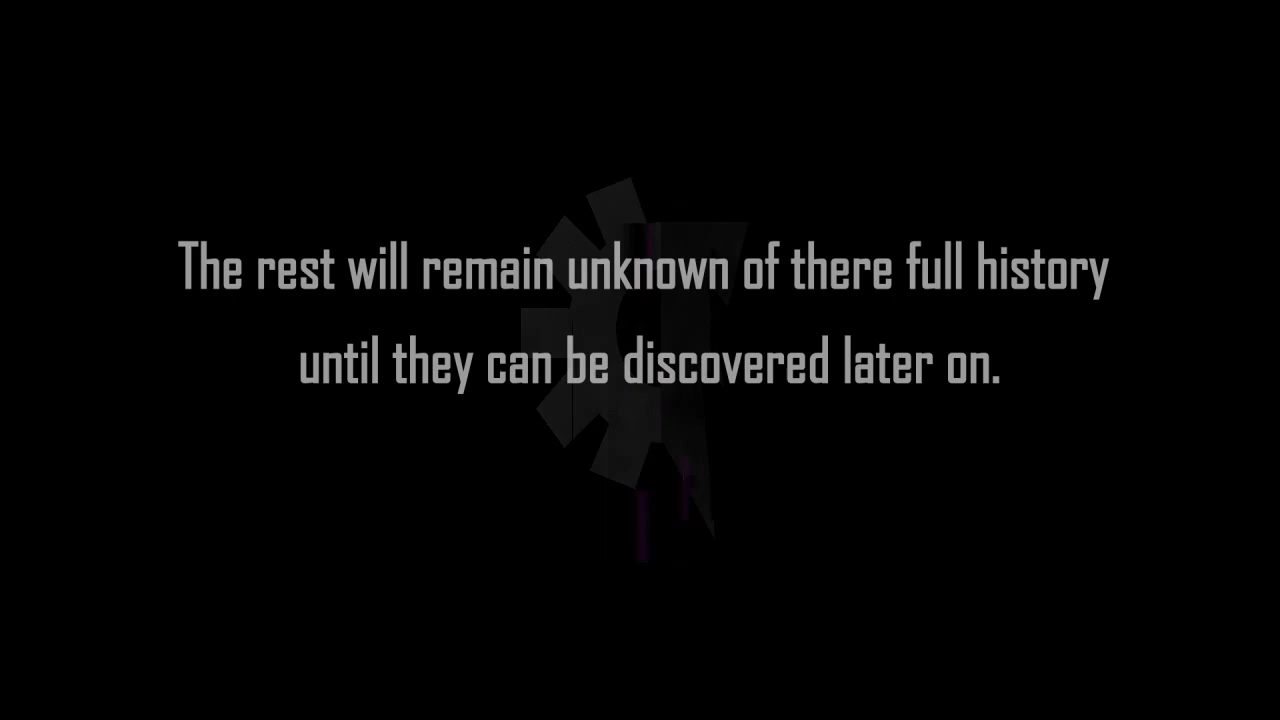 The rest will remain unknown of there full history
until they can be discovered later on.